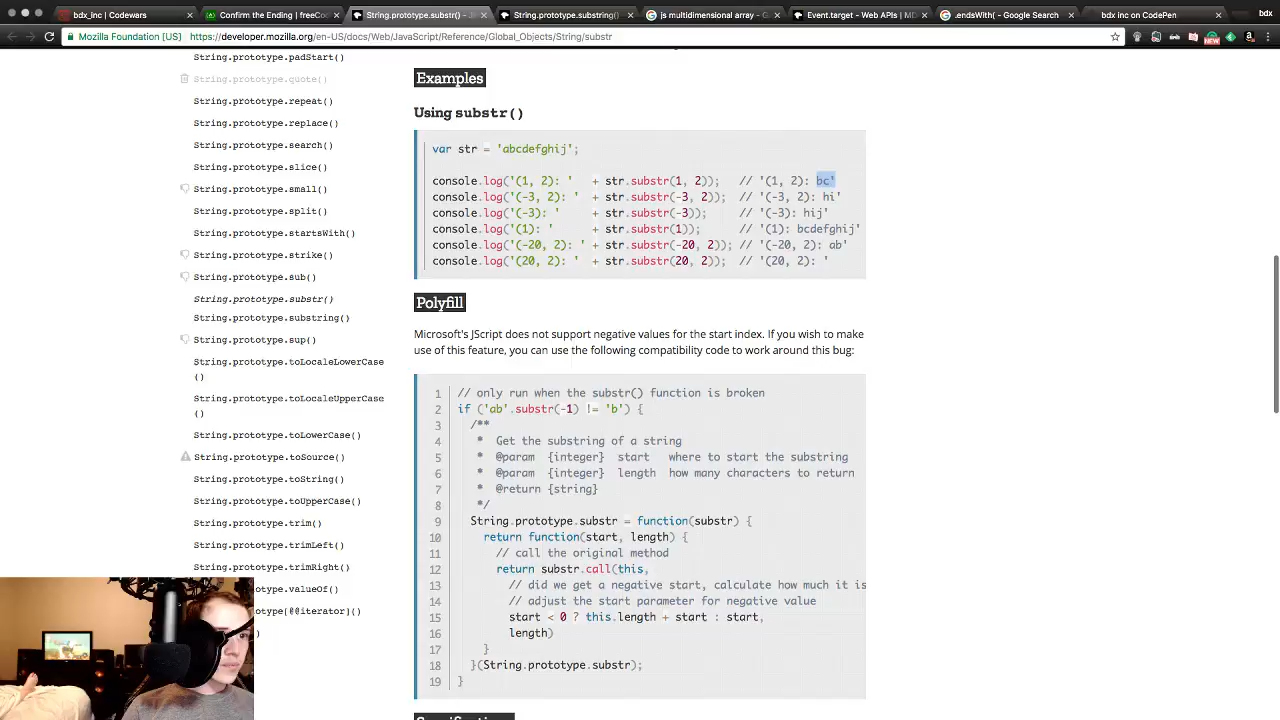 bdx_inc | Codewars
Confirm the Ending | freeCo
String.prototype.substr() - J
String.prototype.substring()
js multidimensional array - G
Event.target - Web APIs | MD
.endsWith( - Google Search
bdx inc on CodePen
bdx
Mozilla Foundation [US]
https://developer.mozilla.org/en-US/docs/Web/JavaScript/Reference/Global_Objects/String/substr
NEW
String.prototype.padStart()
String.prototype.quote()
String.prototype.repeat()
String.prototype.replace()
String.prototype.search()
String.prototype.slice()
String.prototype.small()
String.prototype.split()
String.prototype.startsWith()
String.prototype.strike()
String.prototype.sub()
String.prototype.substr()
String.prototype.substring()
String.prototype.sup()
String.prototype.toLocaleLowerCase
()
String.prototype.toLocaleUpperCase
()
String.prototype.toLowerCase()
String.prototype.toSource()
String.prototype.toString()
String.prototype.toUpperCase()
String.prototype.trim()
String.prototype.trimLeft()
String.prototype.trimRight()
otype.valueOf()
otype[@@iterator]()
)
Examples
Using substr()
var str = 'abcdefghij';
console.log('(1, 2): ' + str.substr(1, 2)); // '(1, 2): bc'
console.log('(-3, 2): ' + str.substr(-3, 2)); // '(-3, 2): hi'
console.log('(-3): ' + str.substr(-3)); // '(-3): hij'
console.log('(1): ' + str.substr(1)); // '(1): bcdefghij'
console.log('(-20, 2): ' + str.substr(-20, 2)); // '(-20, 2): ab'
console.log('(20, 2): ' + str.substr(20, 2)); // '(20, 2): '
Polyfill
Microsoft's JScript does not support negative values for the start index. If you wish to make
use of this feature, you can use the following compatibility code to work around this bug:
1 // only run when the substr() function is broken
2 if ('ab'.substr(-1) != 'b') {
3 /**
4 * Get the substring of a string
5 * @param {integer} start where to start the substring
6 * @param {integer} length how many characters to return
7 * @return {string}
8 */
9 String.prototype.substr = function(substr) {
10 return function(start, length) {
11 // call the original method
12 return substr.call(this,
13 // did we get a negative start, calculate how much it is
14 // adjust the start parameter for negative value
15 start < 0 ? this.length + start : start,
16 length)
17 }
18 }(String.prototype.substr);
19 }